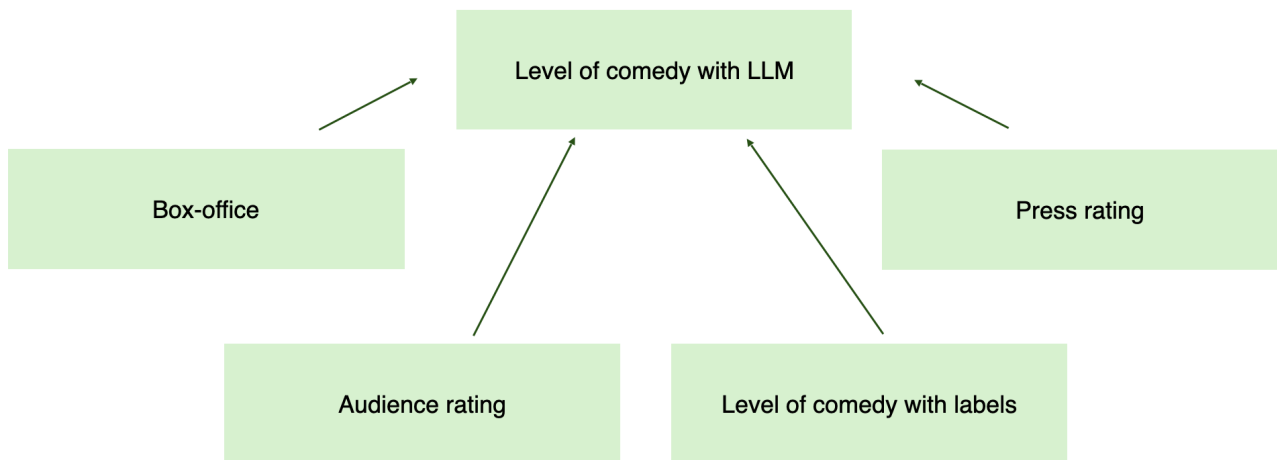 Level of comedy with LLM
Box-office
Press rating
Audience rating
Level of comedy with labels